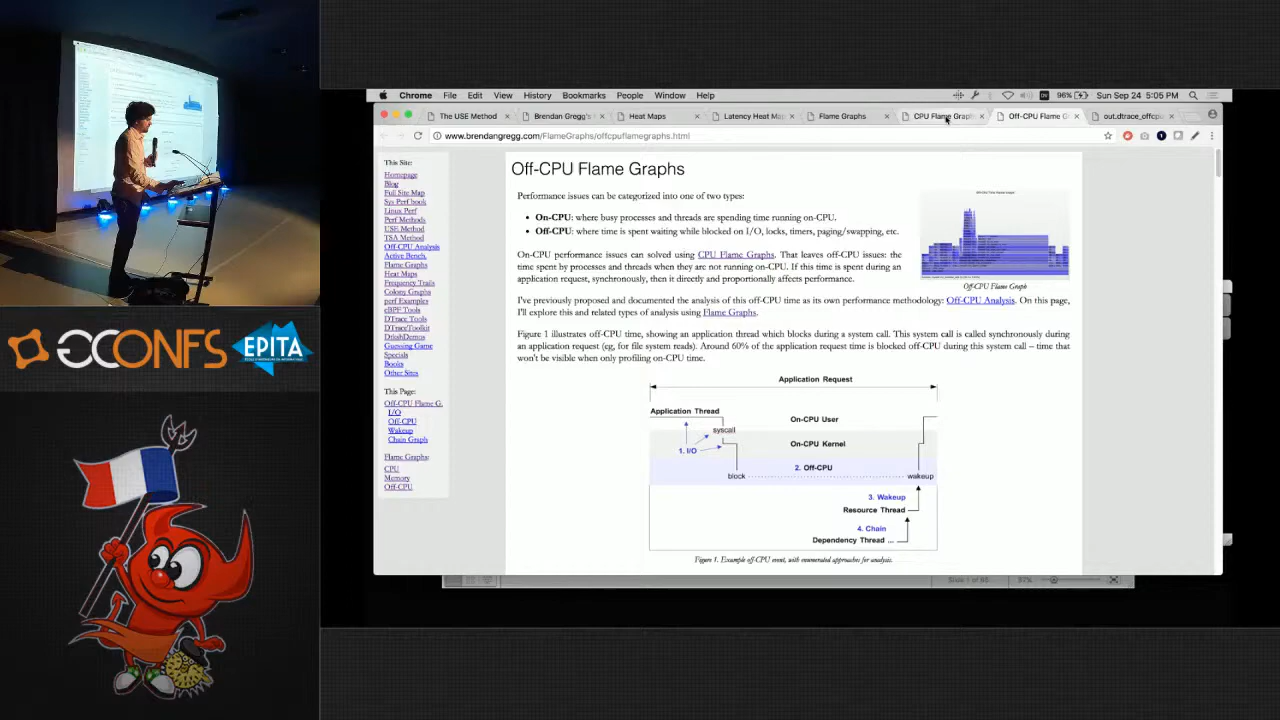 Chrome File Edit View History Bookmarks People Window Help 96% Sun Sep 24 5:05 PM
The USE Method Brendan Gregg's Heat Maps Latency Heat Map Flame Graphs CPU Flame Graph Off-CPU Flame G out.dtrace_offcpu
www.brendangregg.com/FlameGraphs/offcpuflamegraphs.html
This Site:
Homepage
Blog
Full Site Map
Sys Perf book
Linux Perf
Perf Methods
USE Method
TSA Method
Off-CPU Analysis
Active Bench.
Flame Graphs
Heat Maps
Frequency Trails
Colony Graphs
perf Examples
eBPF Tools
DTrace Tools
DTraceToolkit
DtkshDemos
Guessing Game
Specials
Books
Other Sites
This Page:
Off-CPU Flame G.
I/O
Off-CPU
Wakeup
Chain Graph
Flame Graphs:
CPU
Memory
Off-CPU
Off-CPU Flame Graphs
Performance issues can be categorized into one of two types:
• On-CPU: where busy processes and threads are spending time running on-CPU.
• Off-CPU: where time is spent waiting while blocked on I/O, locks, timers, paging/swapping, etc.
On-CPU performance issues can solved using CPU Flame Graphs. That leaves off-CPU issues: the
time spent by processes and threads when they are not running on-CPU. If this time is spent during
application request, synchronously, then it directly and proportionally affects performance.
Off-CPU Flame Graph
I've previously proposed and documented the analysis of this off-CPU time as its own performance methodology: Off-CPU Analysis. On this page,
I'll explore this and related types of analysis using Flame Graphs.
Figure 1 illustrates off-CPU time, showing an application thread which blocks during a system call. This system call is called synchronously during
an application request (eg, for file system reads). Around 60% of the application request time is blocked off-CPU during this system call – time that
won't be visible when only profiling on-CPU time.
Application Request
Application Thread
On-CPU User
syscall
On-CPU Kernel
1. I/O
2. Off-CPU
block
wakeup
3. Wakeup
Resource Thread
4. Chain
Dependency Thread ...
Figure 1. Example off-CPU event, with enumerated approaches for analysis.
Slide 1 of 65 97%
GCONFS
EPITA